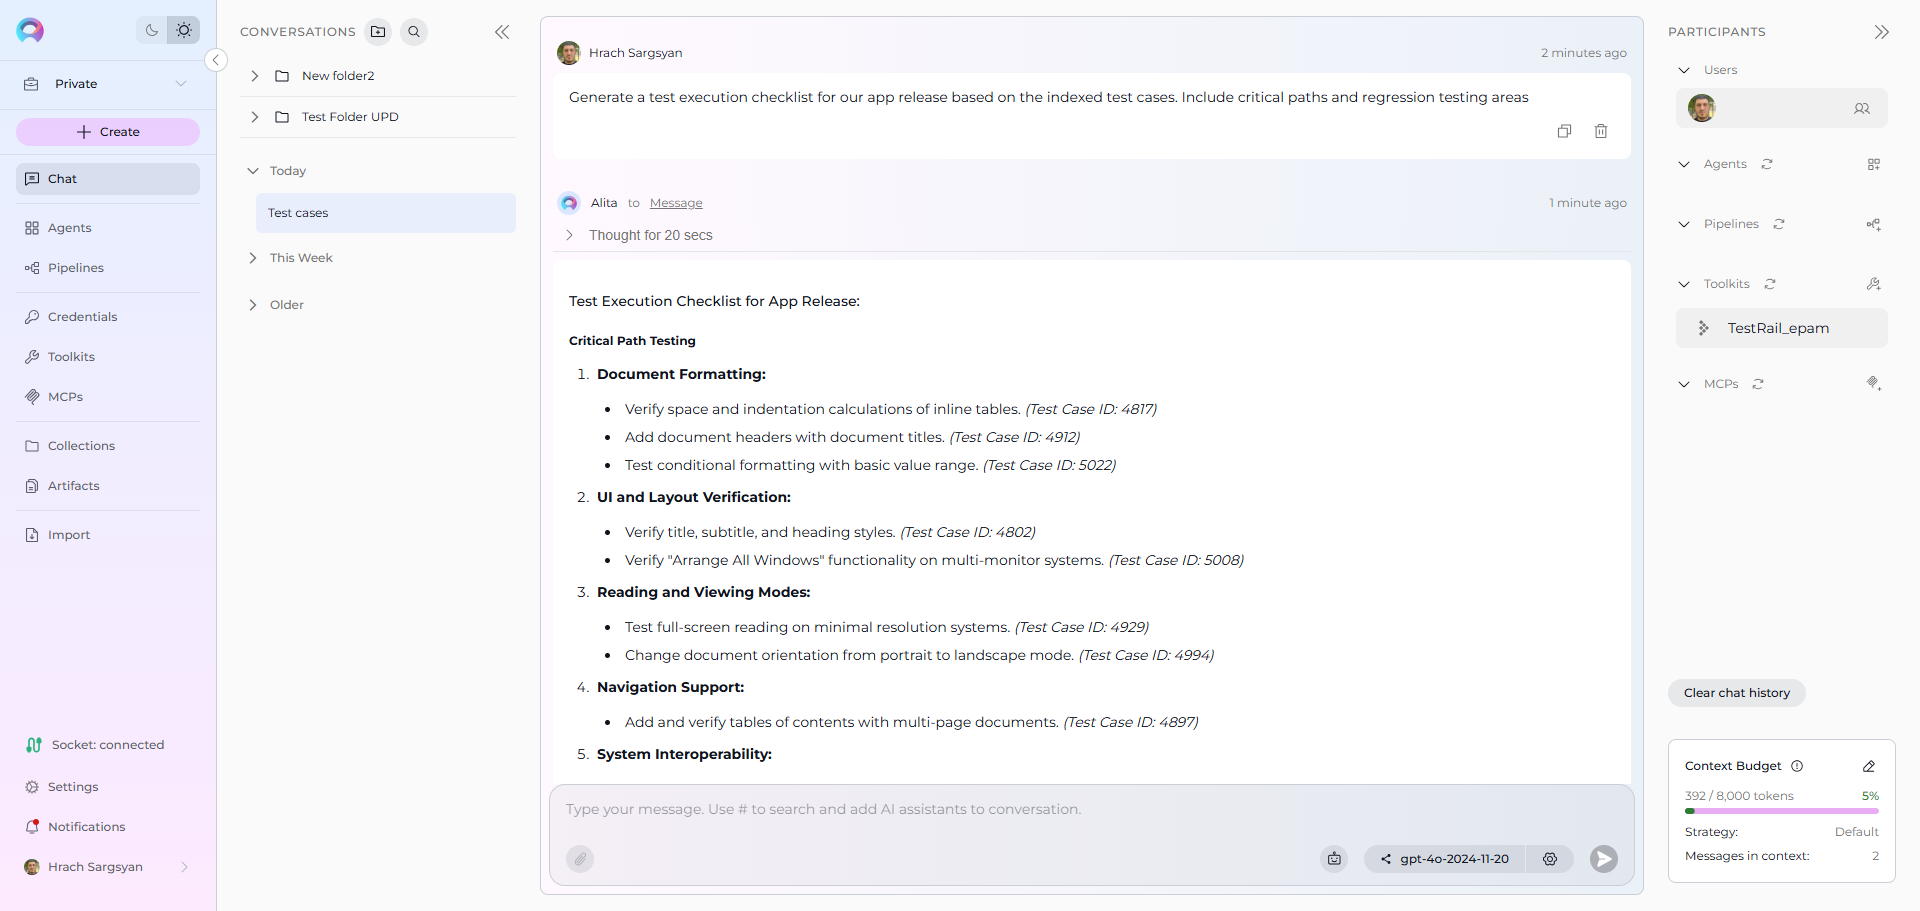 Private
Create
Chat
Agents
Pipelines
Credentials
Toolkits
MCPs
Collections
Artifacts
Import
Socket: connected
Settings
Notifications
Hrach Sargsyan
CONVERSATIONS
New folder2
Test Folder UPD
Today
Test cases
This Week
Older
Hrach Sargsyan
2 minutes ago
Generate a test execution checklist for our app release based on the indexed test cases. Include critical paths and regression testing areas
Alita to Message
1 minute ago
Thought for 20 secs
Test Execution Checklist for App Release:
Critical Path Testing
1. Document Formatting:
• Verify space and indentation calculations of inline tables. (Test Case ID: 4817)
• Add document headers with document titles. (Test Case ID: 4912)
• Test conditional formatting with basic value range. (Test Case ID: 5022)
2. UI and Layout Verification:
• Verify title, subtitle, and heading styles. (Test Case ID: 4802)
• Verify "Arrange All Windows" functionality on multi-monitor systems. (Test Case ID: 5008)
3. Reading and Viewing Modes:
• Test full-screen reading on minimal resolution systems. (Test Case ID: 4929)
• Change document orientation from portrait to landscape mode. (Test Case ID: 4994)
4. Navigation Support:
• Add and verify tables of contents with multi-page documents. (Test Case ID: 4897)
5. System Interoperability:
Type your message. Use # to search and add AI assistants to conversation.
gpt-4o-2024-11-20
PARTICIPANTS
Users
Agents
Pipelines
Toolkits
TestRail_epam
MCPs
Clear chat history
Context Budget
392 / 8,000 tokens
5%
Strategy:
Default
Messages in context:
2